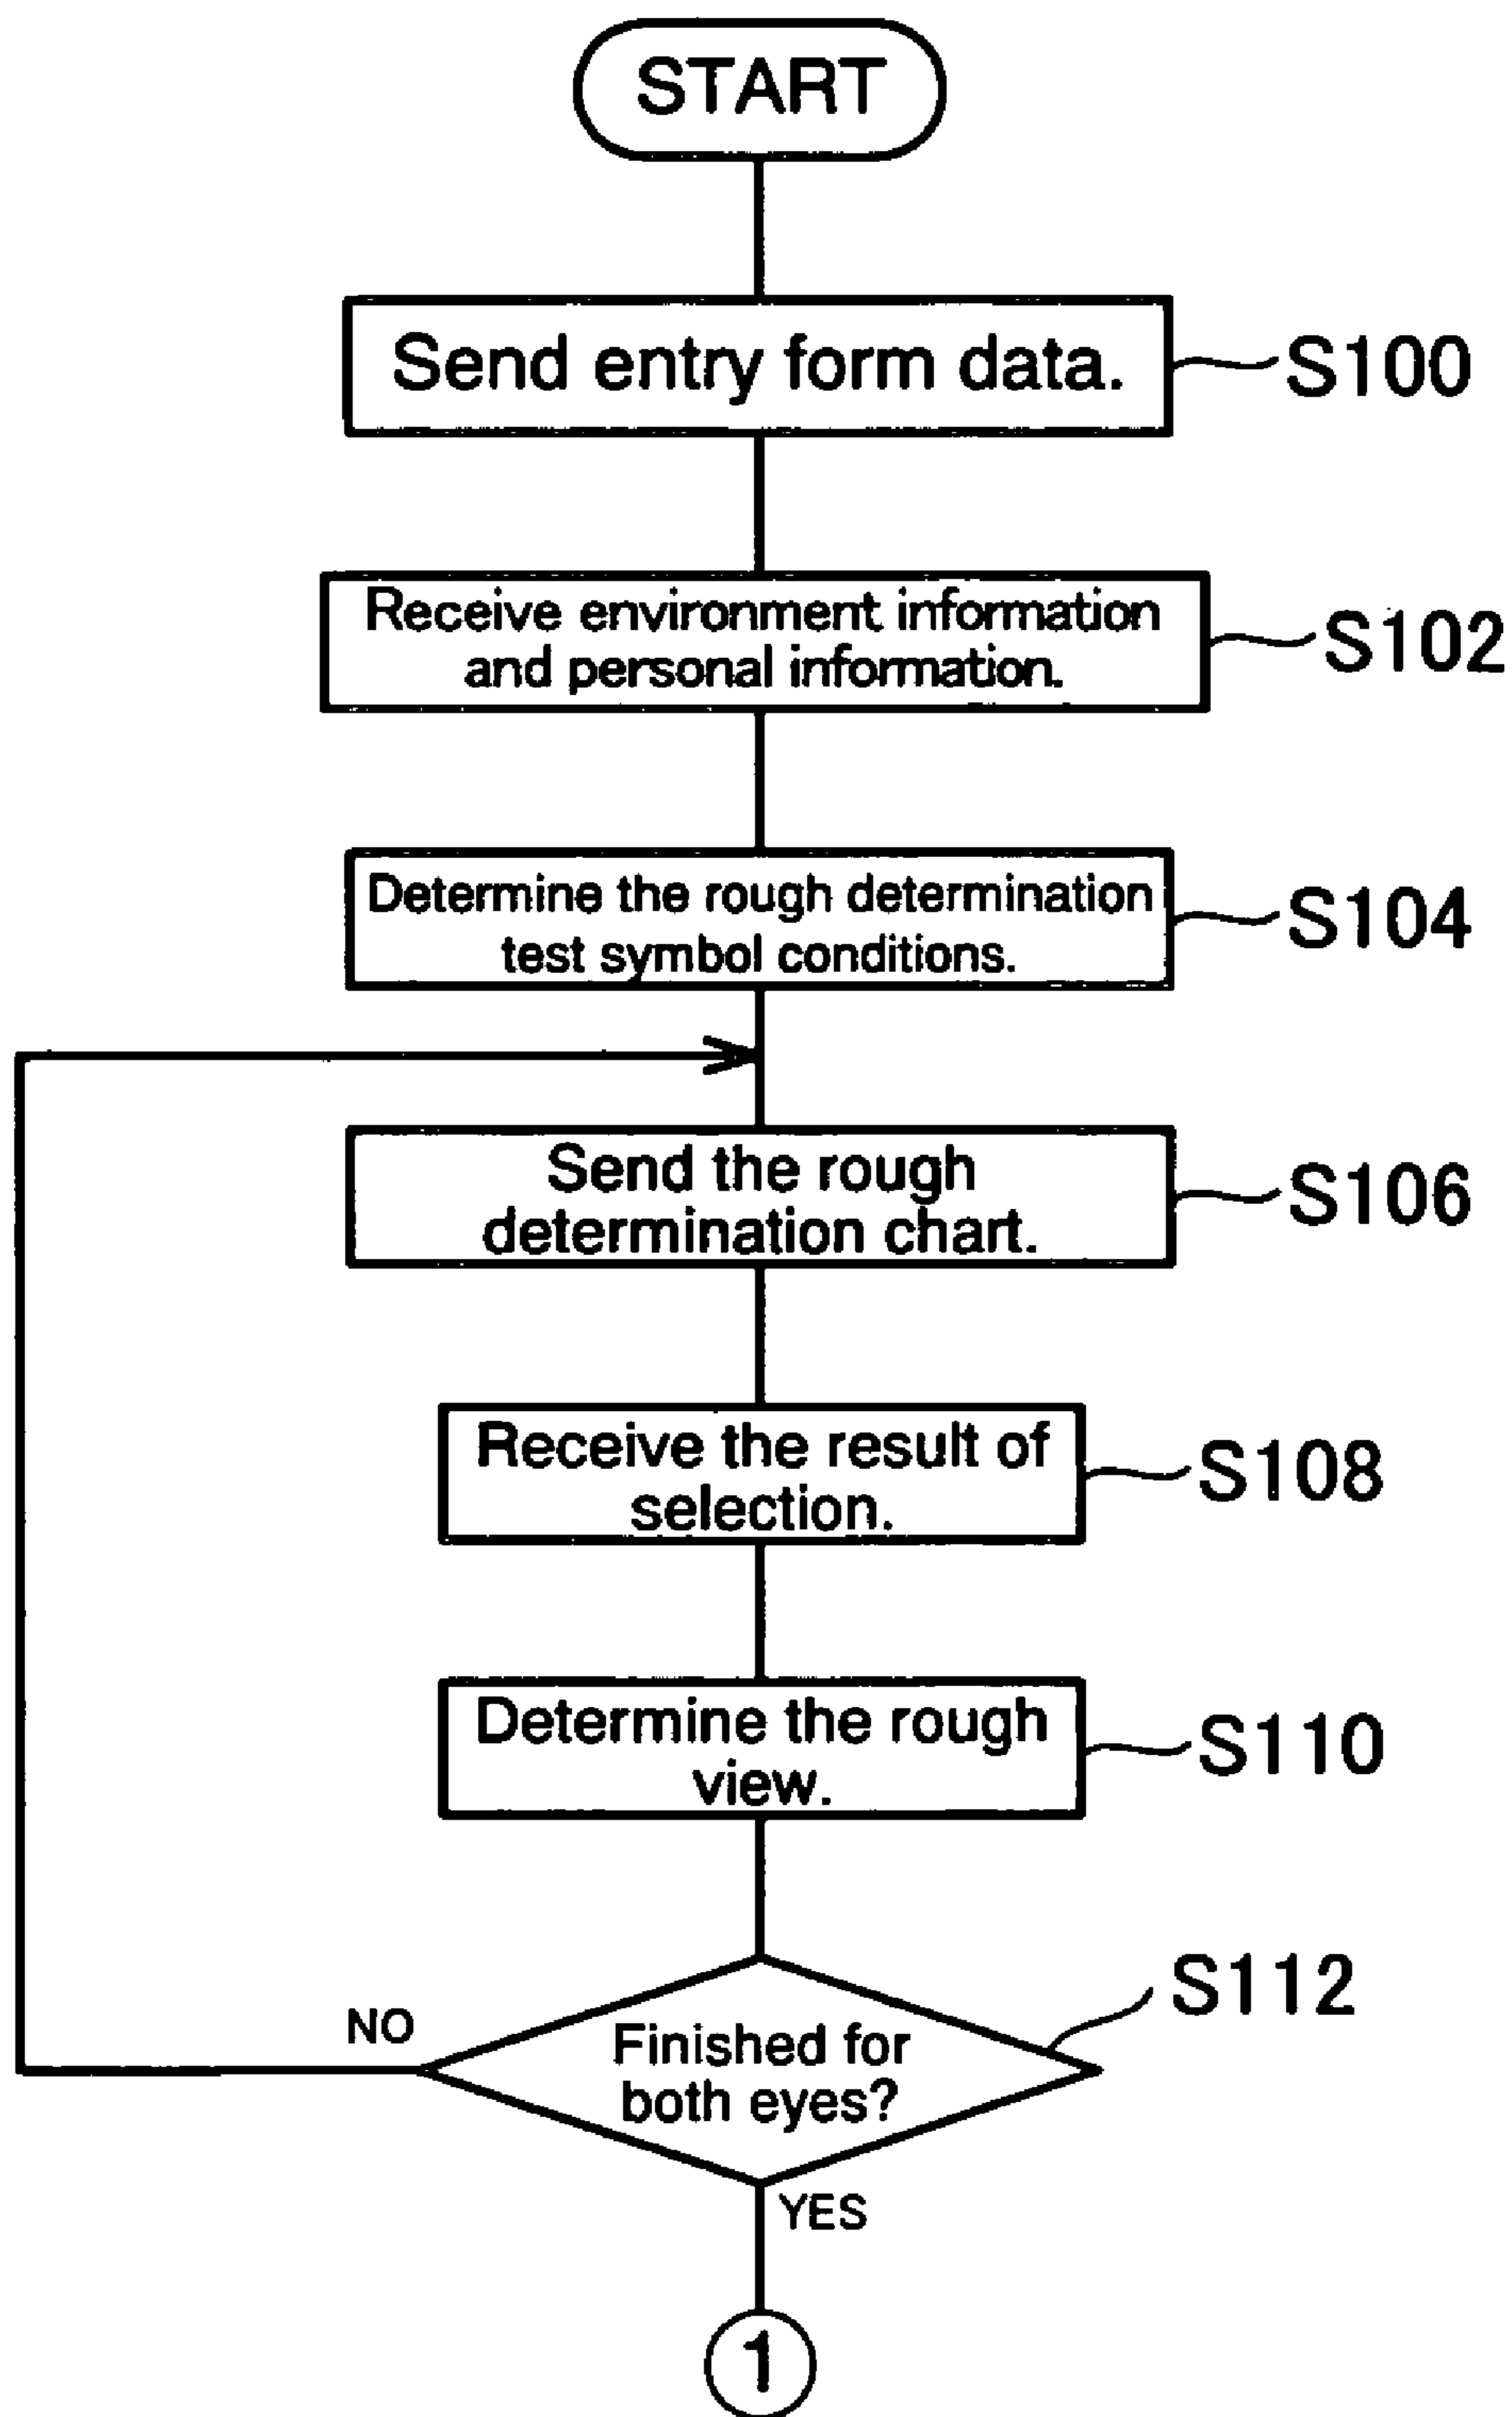 START
Send entry form data.
S100
Receive environment information
and personal information.
S102
Determine the rough determination
test symbol conditions.
S104
Send the rough
determination chart.
S106
Receive the result of
selection.
S108
Determine the rough
view.
S110
Finished for
both eyes?
S112
NO
YES
1